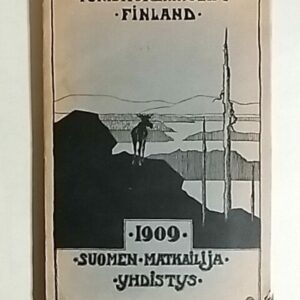 · FINLAND ·
· 1909 ·
· SUOMEN · MATKAILIJA ·
· YHDISTYS ·